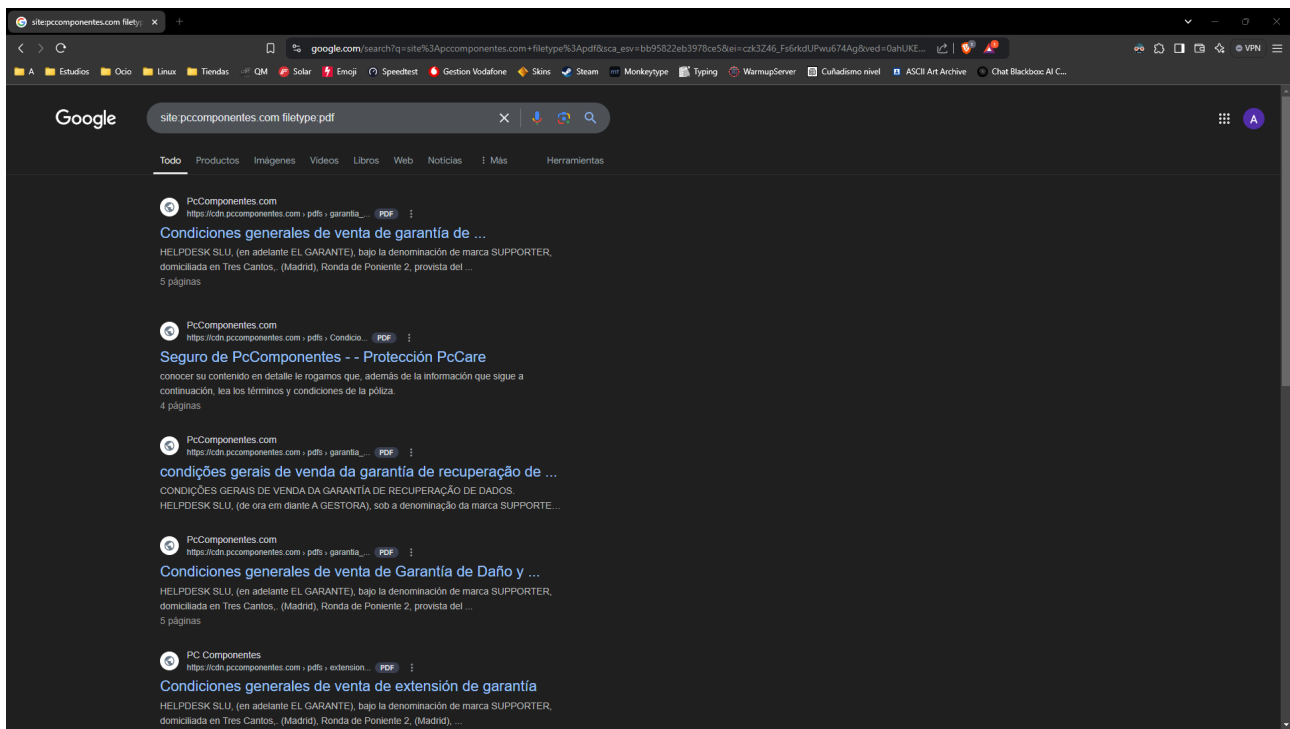 site:pccomponentes.com filetyp
google.com/search?q=site%3Apccomponentes.com+filetype%3Apdf&sca_esv=bb95822eb3978ce5&ei=czk3Z46_Fs6rkdUPwu674Ag&ved=0ahUKE...
VPN
A Estudios Ocio Linux Tiendas QM Solar Emoji Speedtest Gestion Vodafone Skins Steam Monkeytype Typing WarmupServer Cuñadismo nivel ASCII Art Archive Chat Blackbox: AI C...
Google
site:pccomponentes.com filetype:pdf
A
Todo Productos Imágenes Vídeos Libros Web Noticias Más Herramientas
PcComponentes.com
https://cdn.pccomponentes.com › pdfs › garantia_... PDF
Condiciones generales de venta de garantía de ...
HELPDESK SLU, (en adelante EL GARANTE), bajo la denominación de marca SUPPORTER,
domiciliada en Tres Cantos,. (Madrid), Ronda de Poniente 2, provista del ...
5 páginas
PcComponentes.com
https://cdn.pccomponentes.com › pdfs › Condicio... PDF
Seguro de PcComponentes - - Protección PcCare
conocer su contenido en detalle le rogamos que, además de la información que sigue a
continuación, lea los términos y condiciones de la póliza.
4 páginas
PcComponentes.com
https://cdn.pccomponentes.com › pdfs › garantia_... PDF
condições gerais de venda da garantía de recuperação de ...
CONDIÇÕES GERAIS DE VENDA DA GARANTÍA DE RECUPERAÇÃO DE DADOS.
HELPDESK SLU, (de ora em diante A GESTORA), sob a denominação da marca SUPPORTE...
PcComponentes.com
https://cdn.pccomponentes.com › pdfs › garantia_... PDF
Condiciones generales de venta de Garantía de Daño y ...
HELPDESK SLU, (en adelante EL GARANTE), bajo la denominación de marca SUPPORTER,
domiciliada en Tres Cantos,. (Madrid), Ronda de Poniente 2, provista del ...
5 páginas
PC Componentes
https://cdn.pccomponentes.com › pdfs › extension... PDF
Condiciones generales de venta de extensión de garantía
HELPDESK SLU, (en adelante EL GARANTE), bajo la denominación de marca SUPPORTER,
domiciliada en Tres Cantos,. (Madrid), Ronda de Poniente 2, (Madrid), ...